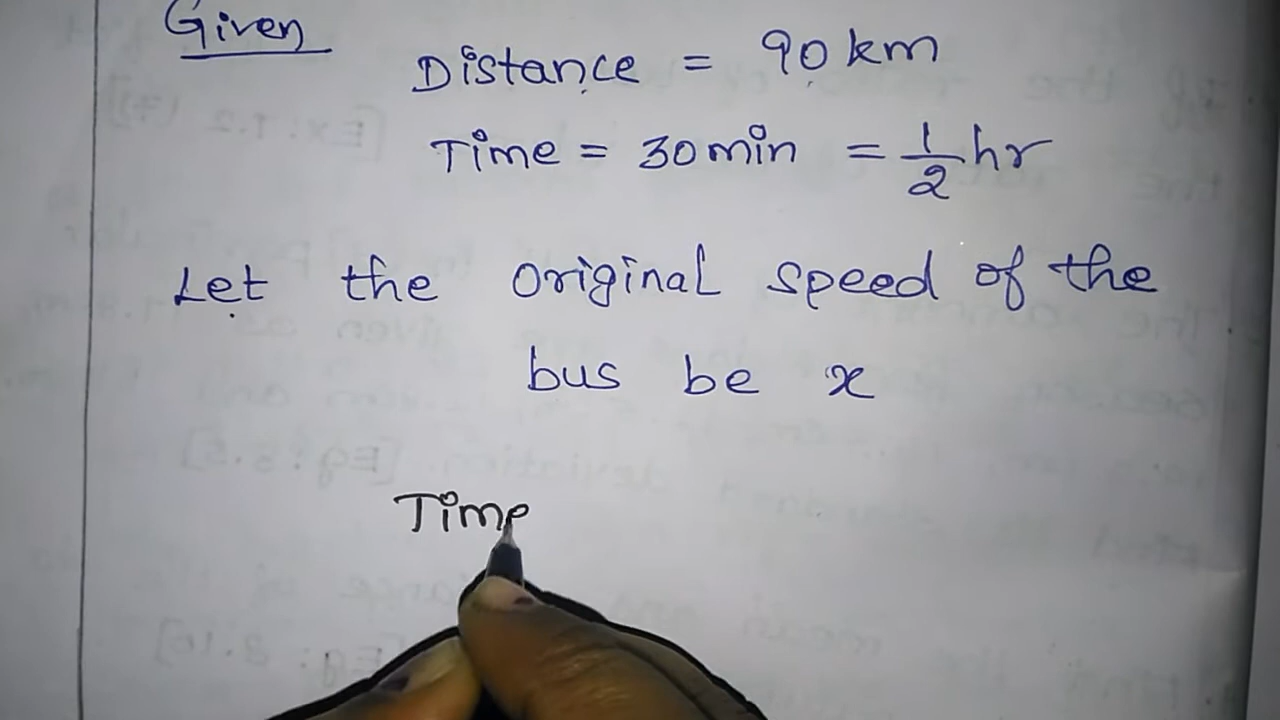 Given
Distance = 90 km
Time = 30 min = 1/2 hr
Let the original speed of the
bus be x
Time